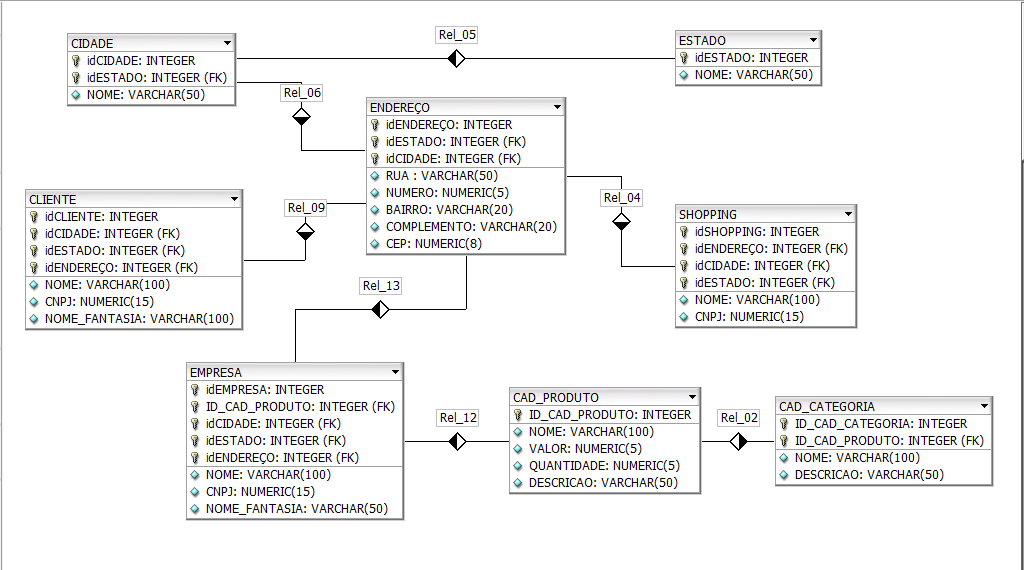 Rel_05
CIDADE
idCIDADE: INTEGER
idESTADO: INTEGER (FK)
NOME: VARCHAR(50)
ESTADO
idESTADO: INTEGER
NOME: VARCHAR(50)
Rel_06
ENDEREÇO
idENDEREÇO: INTEGER
idESTADO: INTEGER (FK)
idCIDADE: INTEGER (FK)
RUA : VARCHAR(50)
NUMERO: NUMERIC(5)
BAIRRO: VARCHAR(20)
COMPLEMENTO: VARCHAR(20)
CEP: NUMERIC(8)
CLIENTE
idCLIENTE: INTEGER
idCIDADE: INTEGER (FK)
idESTADO: INTEGER (FK)
idENDEREÇO: INTEGER (FK)
NOME: VARCHAR(100)
CNPJ: NUMERIC(15)
NOME_FANTASIA: VARCHAR(100)
Rel_09
Rel_04
SHOPPING
idSHOPPING: INTEGER
idENDEREÇO: INTEGER (FK)
idCIDADE: INTEGER (FK)
idESTADO: INTEGER (FK)
NOME: VARCHAR(100)
CNPJ: NUMERIC(15)
Rel_13
EMPRESA
idEMPRESA: INTEGER
ID_CAD_PRODUTO: INTEGER (FK)
idCIDADE: INTEGER (FK)
idESTADO: INTEGER (FK)
idENDEREÇO: INTEGER (FK)
NOME: VARCHAR(100)
CNPJ: NUMERIC(15)
NOME_FANTASIA: VARCHAR(50)
Rel_12
CAD_PRODUTO
ID_CAD_PRODUTO: INTEGER
NOME: VARCHAR(100)
VALOR: NUMERIC(5)
QUANTIDADE: NUMERIC(5)
DESCRICAO: VARCHAR(50)
Rel_02
CAD_CATEGORIA
ID_CAD_CATEGORIA: INTEGER
ID_CAD_PRODUTO: INTEGER (FK)
NOME: VARCHAR(100)
DESCRICAO: VARCHAR(50)